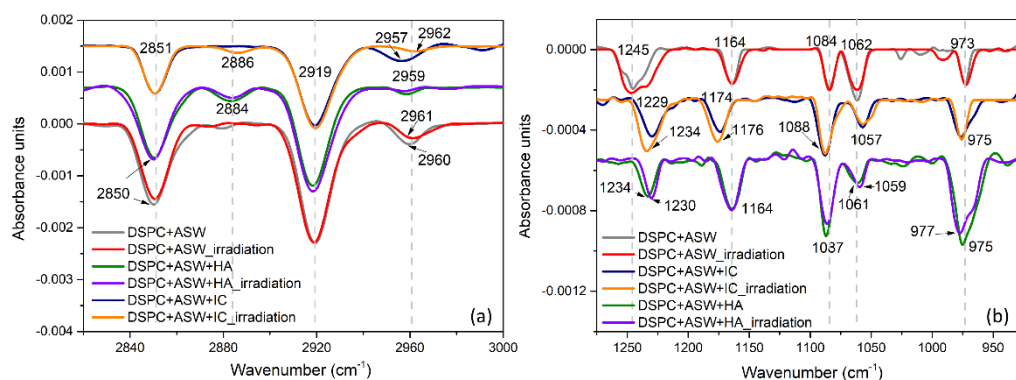 0.002
0.001
0.000
-0.001
-0.002
-0.003
-0.004
Absorbance units
2851
2886
2919
2957
2962
2959
2884
2961
2960
2850
DSPC+ASW
DSPC+ASW_irradiation
DSPC+ASW+HA
DSPC+ASW+HA_irradiation
DSPC+ASW+IC
DSPC+ASW+IC_irradiation
(a)
2840 2880 2920 2960 3000
Wavenumber (cm-1)
0.0000
-0.0004
-0.0008
-0.0012
Absorbance units
1245
1164
1084
1062
973
1229
1174
1234
1176
1088
1057
975
1234
1230
1164
1061
1059
1037
977
975
DSPC+ASW
DSPC+ASW_irradiation
DSPC+ASW+IC
DSPC+ASW+IC_irradiation
DSPC+ASW+HA
DSPC+ASW+HA_irradiation
(b)
1250 1200 1150 1100 1050 1000 950
Wavenumber (cm-1)